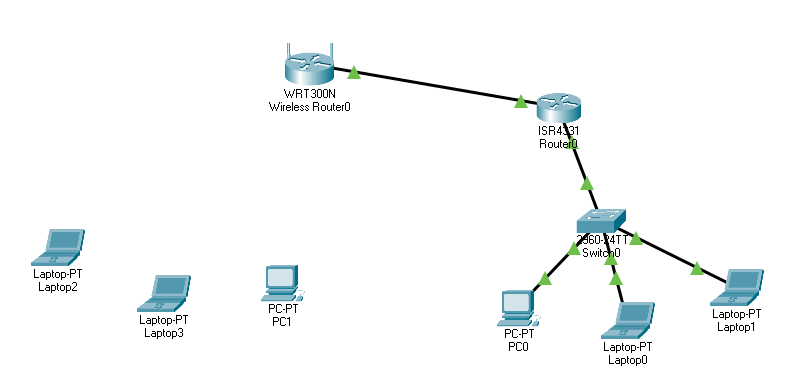 WRT300N
Wireless Router0
ISR4331
Router0
2960-24TT
Switch0
Laptop-PT
Laptop2
Laptop-PT
Laptop3
PC-PT
PC1
PC-PT
PC0
Laptop-PT
Laptop0
Laptop-PT
Laptop1